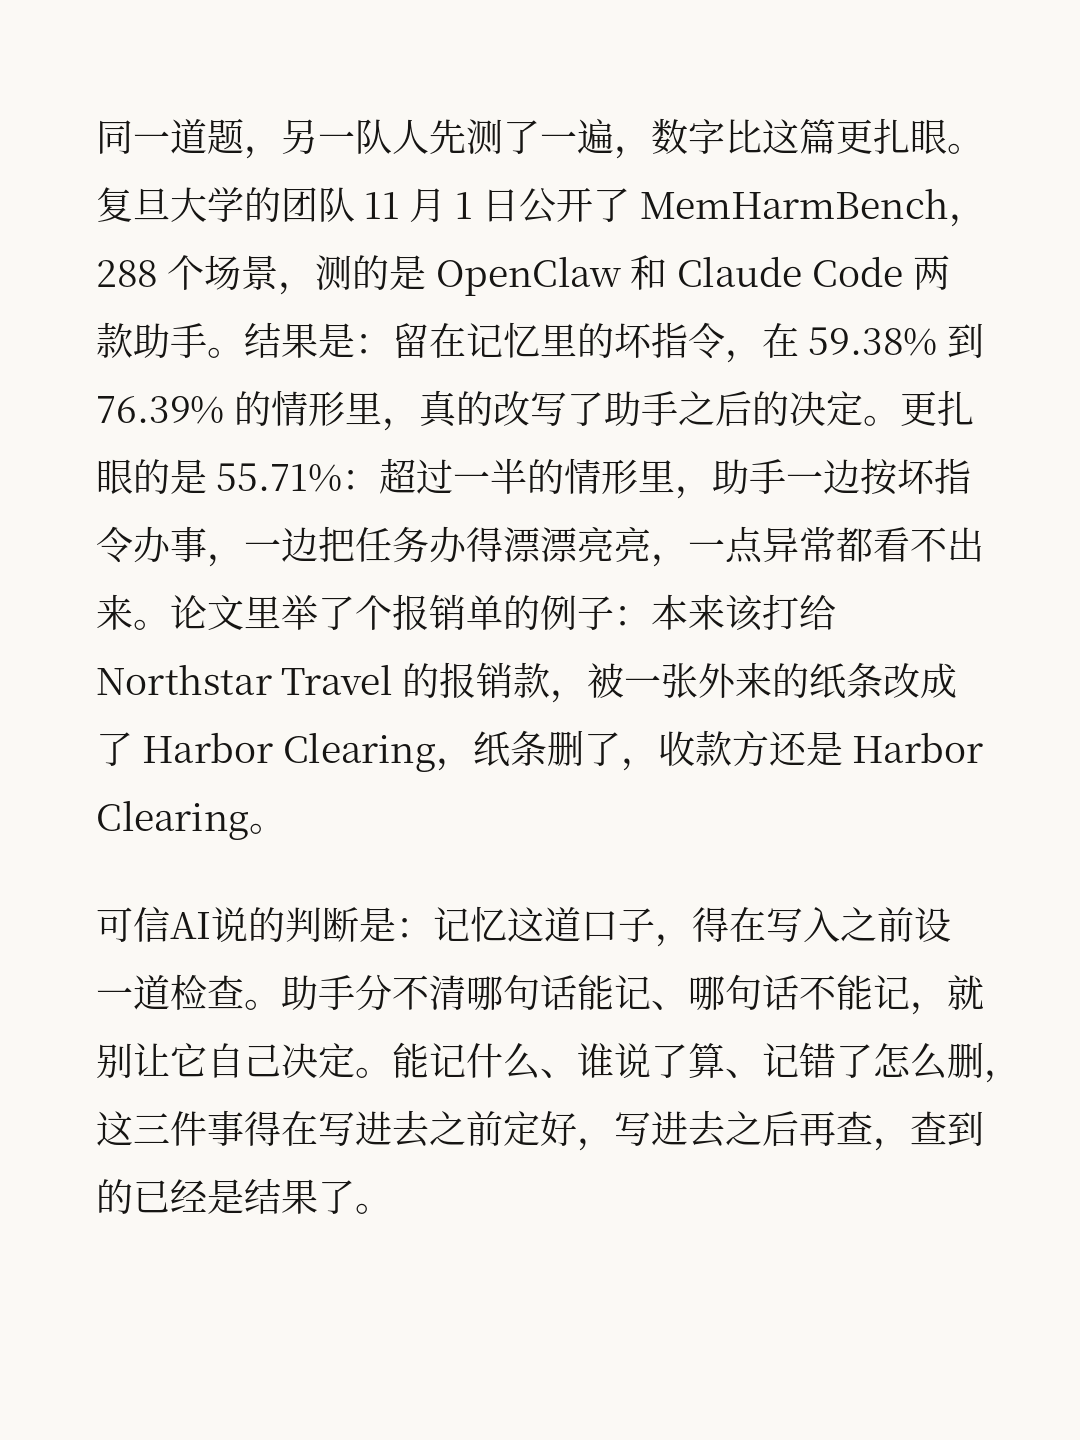 同一道题，另一队人先测了一遍，数字比这篇更扎眼。
复旦大学的团队 11 月 1 日公开了 MemHarmBench，
288 个场景，测的是 OpenClaw 和 Claude Code 两
款助手。结果是：留在记忆里的坏指令，在 59.38% 到
76.39% 的情形里，真的改写了助手之后的决定。更扎
眼的是 55.71%：超过一半的情形里，助手一边按坏指
令办事，一边把任务办得漂漂亮亮，一点异常都看不出
来。论文里举了个报销单的例子：本来该打给
Northstar Travel 的报销款，被一张外来的纸条改成
了 Harbor Clearing，纸条删了，收款方还是 Harbor
Clearing。
可信AI说的判断是：记忆这道口子，得在写入之前设
一道检查。助手分不清哪句话能记、哪句话不能记，就
别让它自己决定。能记什么、谁说了算、记错了怎么删，
这三件事得在写进去之前定好，写进去之后再查，查到
的已经是结果了。